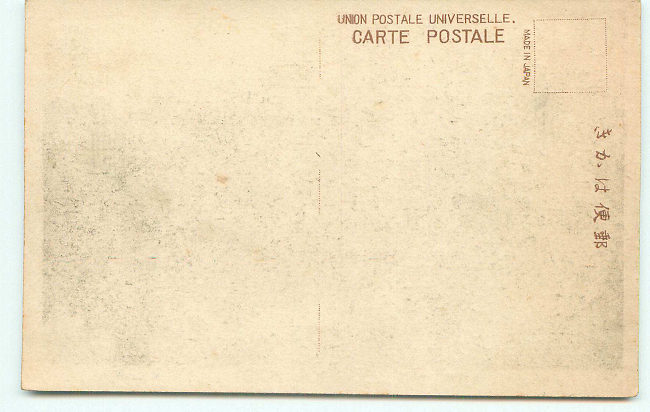 UNION POSTALE UNIVERSELLE.
CARTE POSTALE
MADE IN JAPAN
きかは便郵